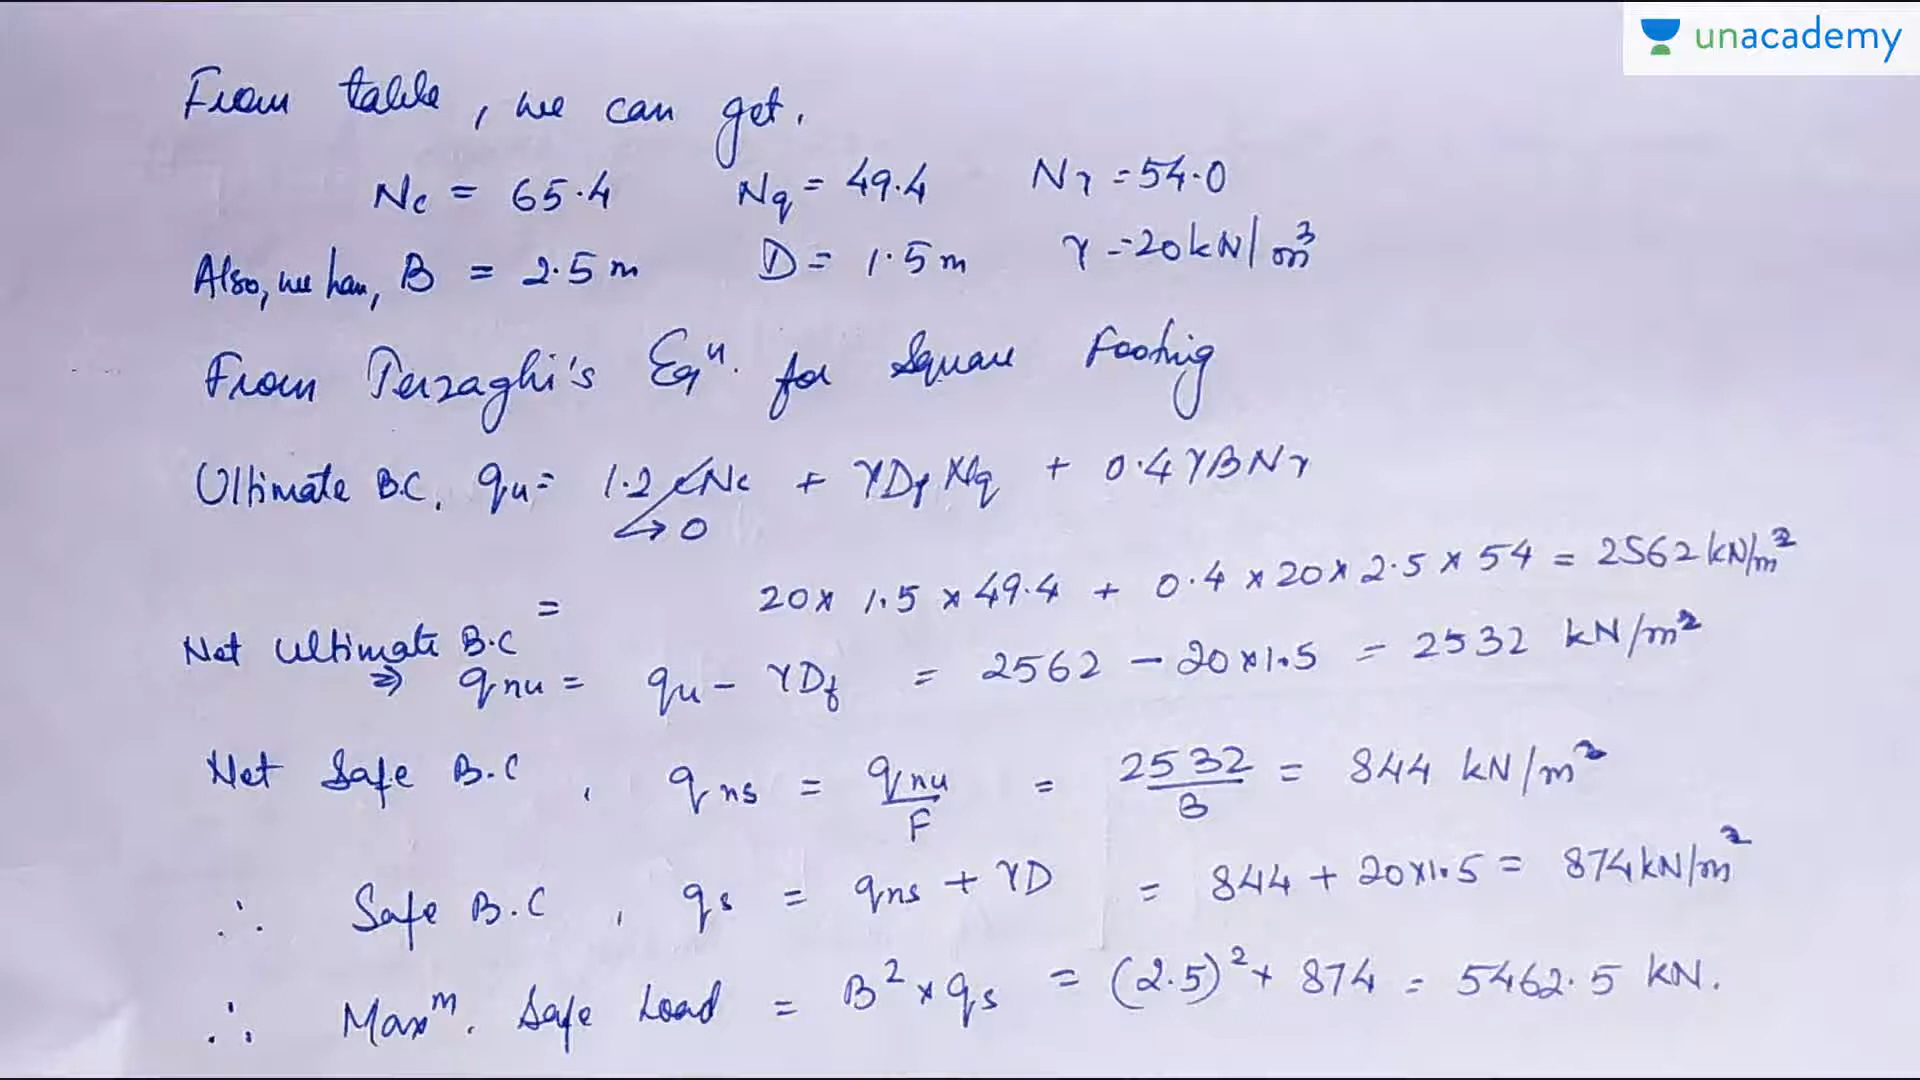 unacademy
From table, we can get.
Nc = 65.4 Nq = 49.4 Nγ = 54.0
Also, we have, B = 2.5 m D = 1.5 m γ = 20 kN/m³
From Terzaghi's Eqⁿ. for Square Footing
Ultimate B.C, qu = 1.2 cNc + γDf Nq + 0.4 γBNγ
→ 0
= 20 x 1.5 x 49.4 + 0.4 x 20 x 2.5 x 54 = 2562 kN/m²
Net Ultimate B.C
⇒ qnu = qu - γDf = 2562 - 20 x 1.5 = 2532 kN/m²
Net Safe B.C, qns = qnu/F = 2532/3 = 844 kN/m²
∴ Safe B.C, qs = qns + γD = 844 + 20x1.5 = 874 kN/m²
∴ Maxᵐ. Safe Load = B² x qs = (2.5)² + 874 = 5462.5 kN.